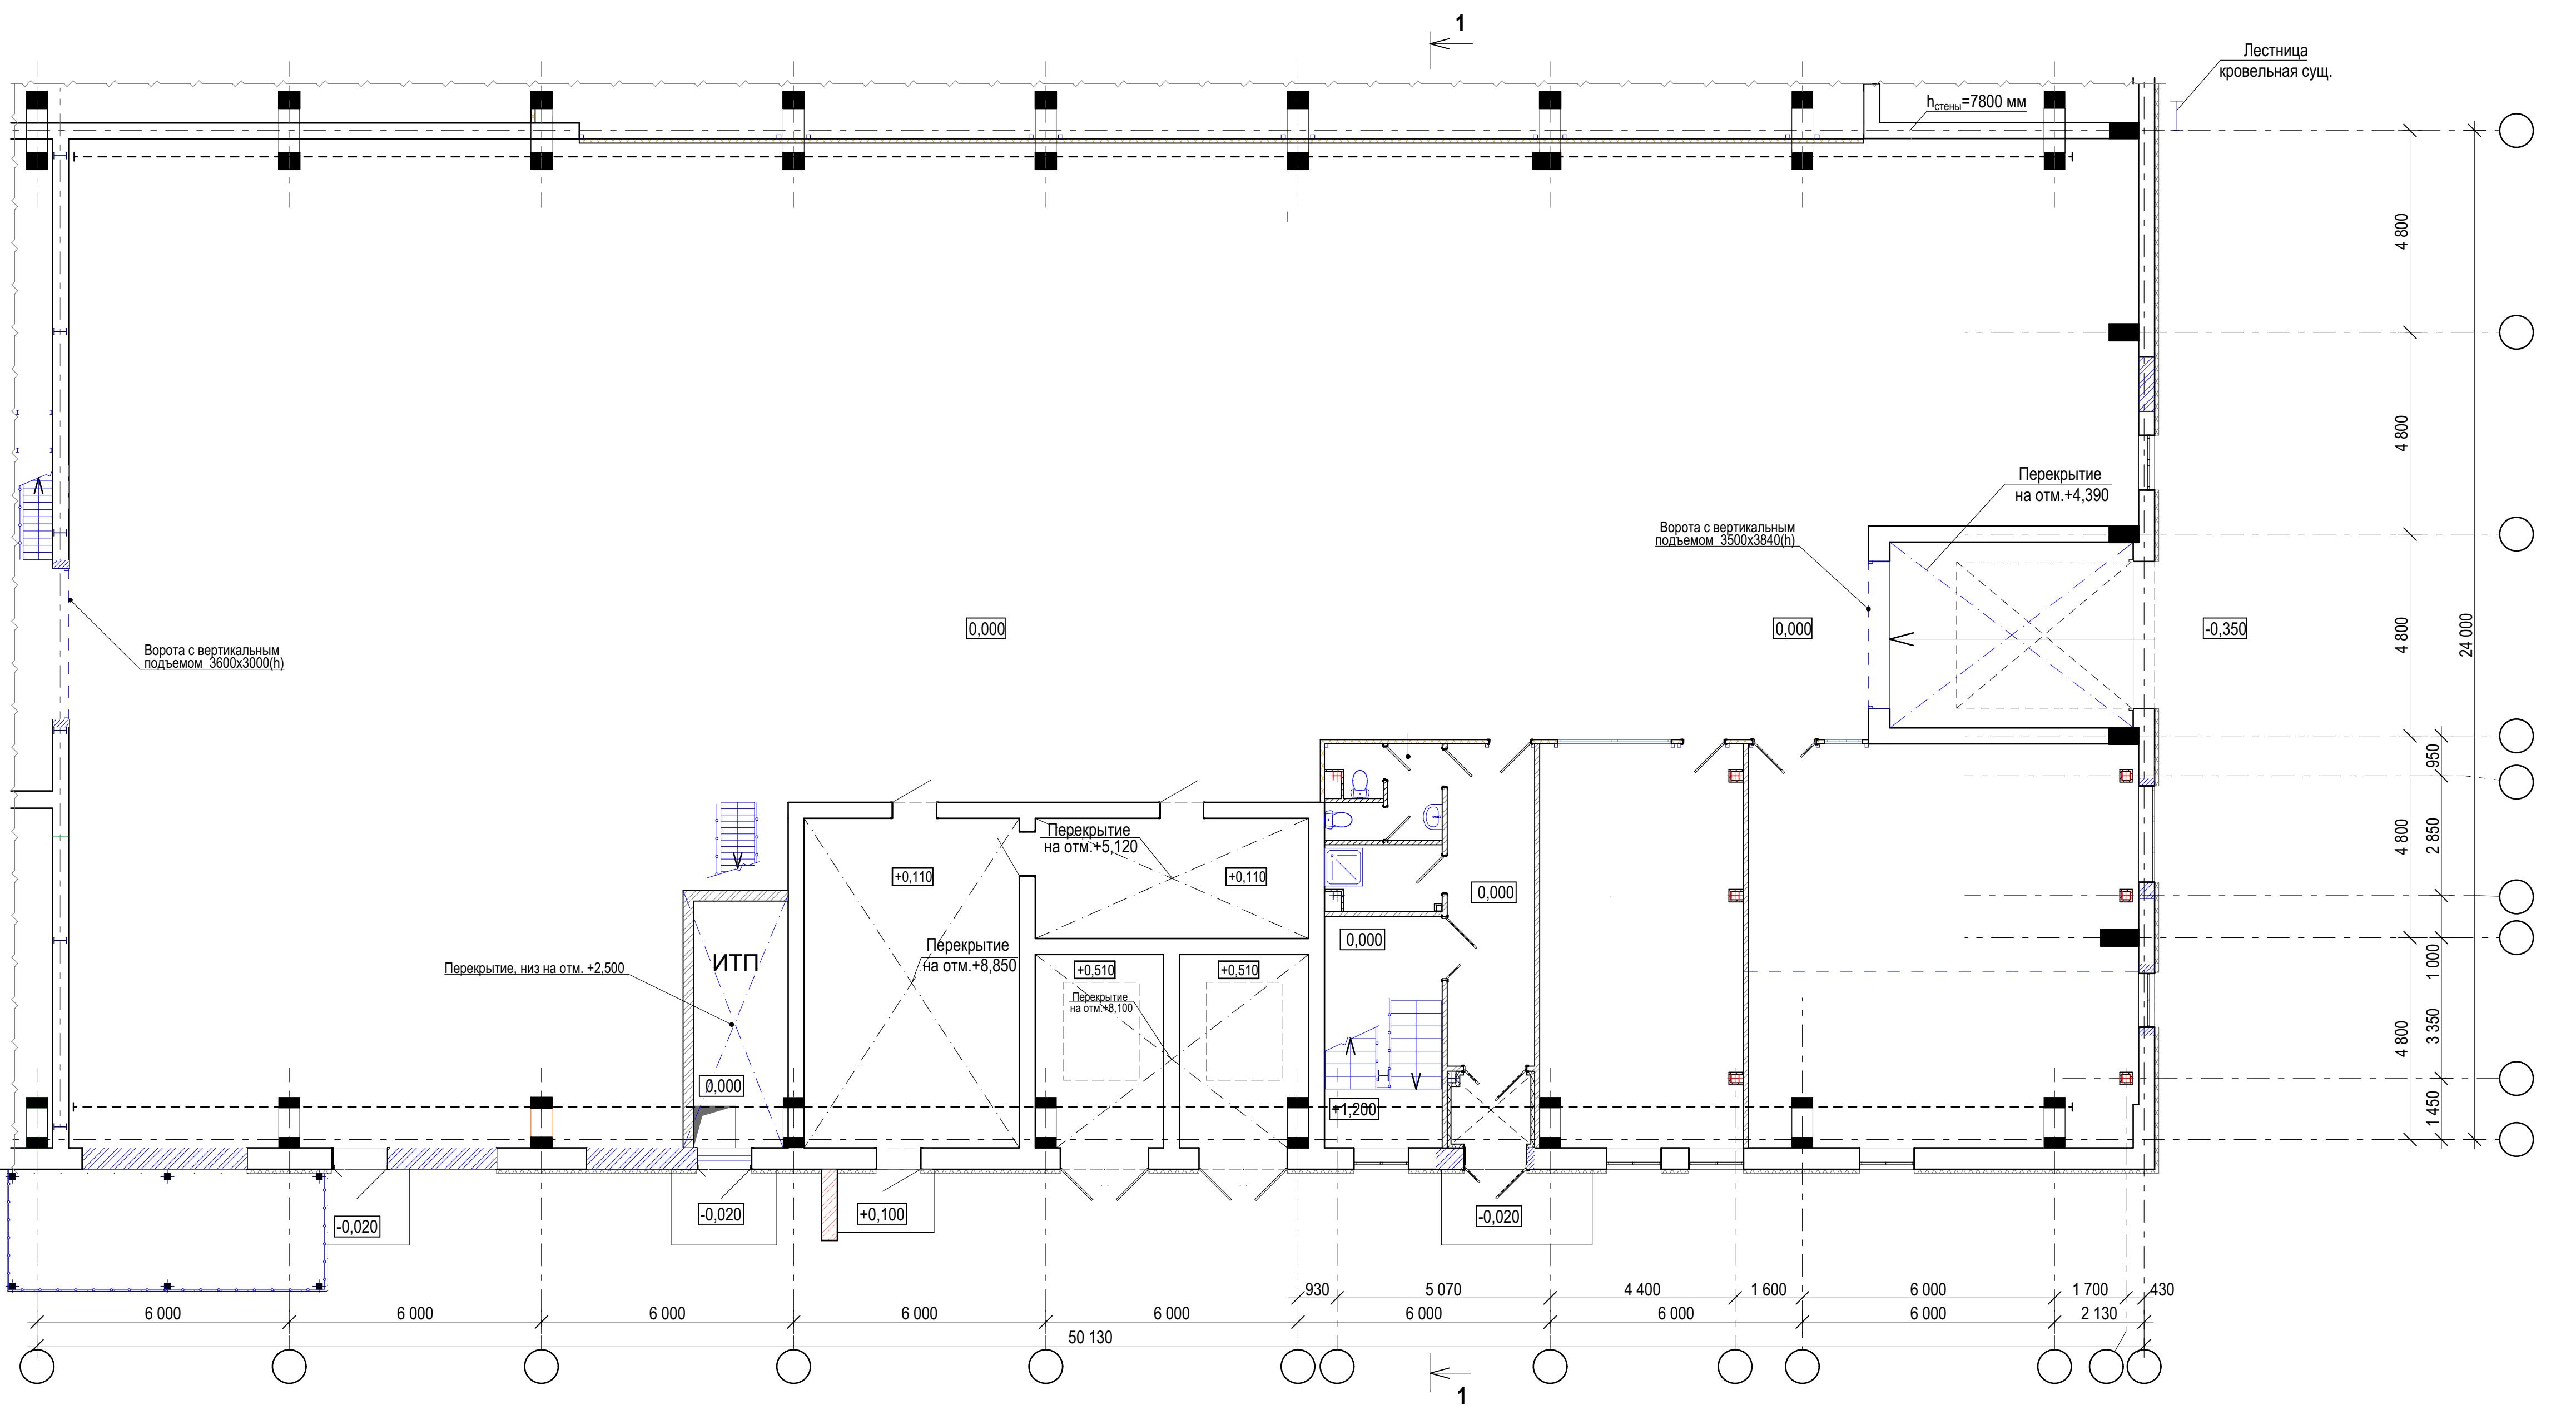 1
Лестница
кровельная сущ.
hстены=7800 мм
4 800
4 800
4 800
4 800
4 800
24 000
950
2 850
1 000
3 350
1 450
Перекрытие
на отм.+4,390
Ворота с вертикальным
подъемом 3500х3840(h)
0,000
0,000
-0,350
Ворота с вертикальным
подъемом 3600х3000(h)
Перекрытие
на отм.+5,120
+0,110
+0,110
0,000
0,000
Перекрытие
на отм.+8,850
ИТП
Перекрытие, низ на отм. +2,500
+0,510
+0,510
Перекрытие
на отм.+8,100
0,000
+1,200
-0,020
-0,020
+0,100
-0,020
930
5 070
4 400
1 600
6 000
1 700
430
6 000
6 000
6 000
6 000
6 000
6 000
6 000
6 000
2 130
50 130
1